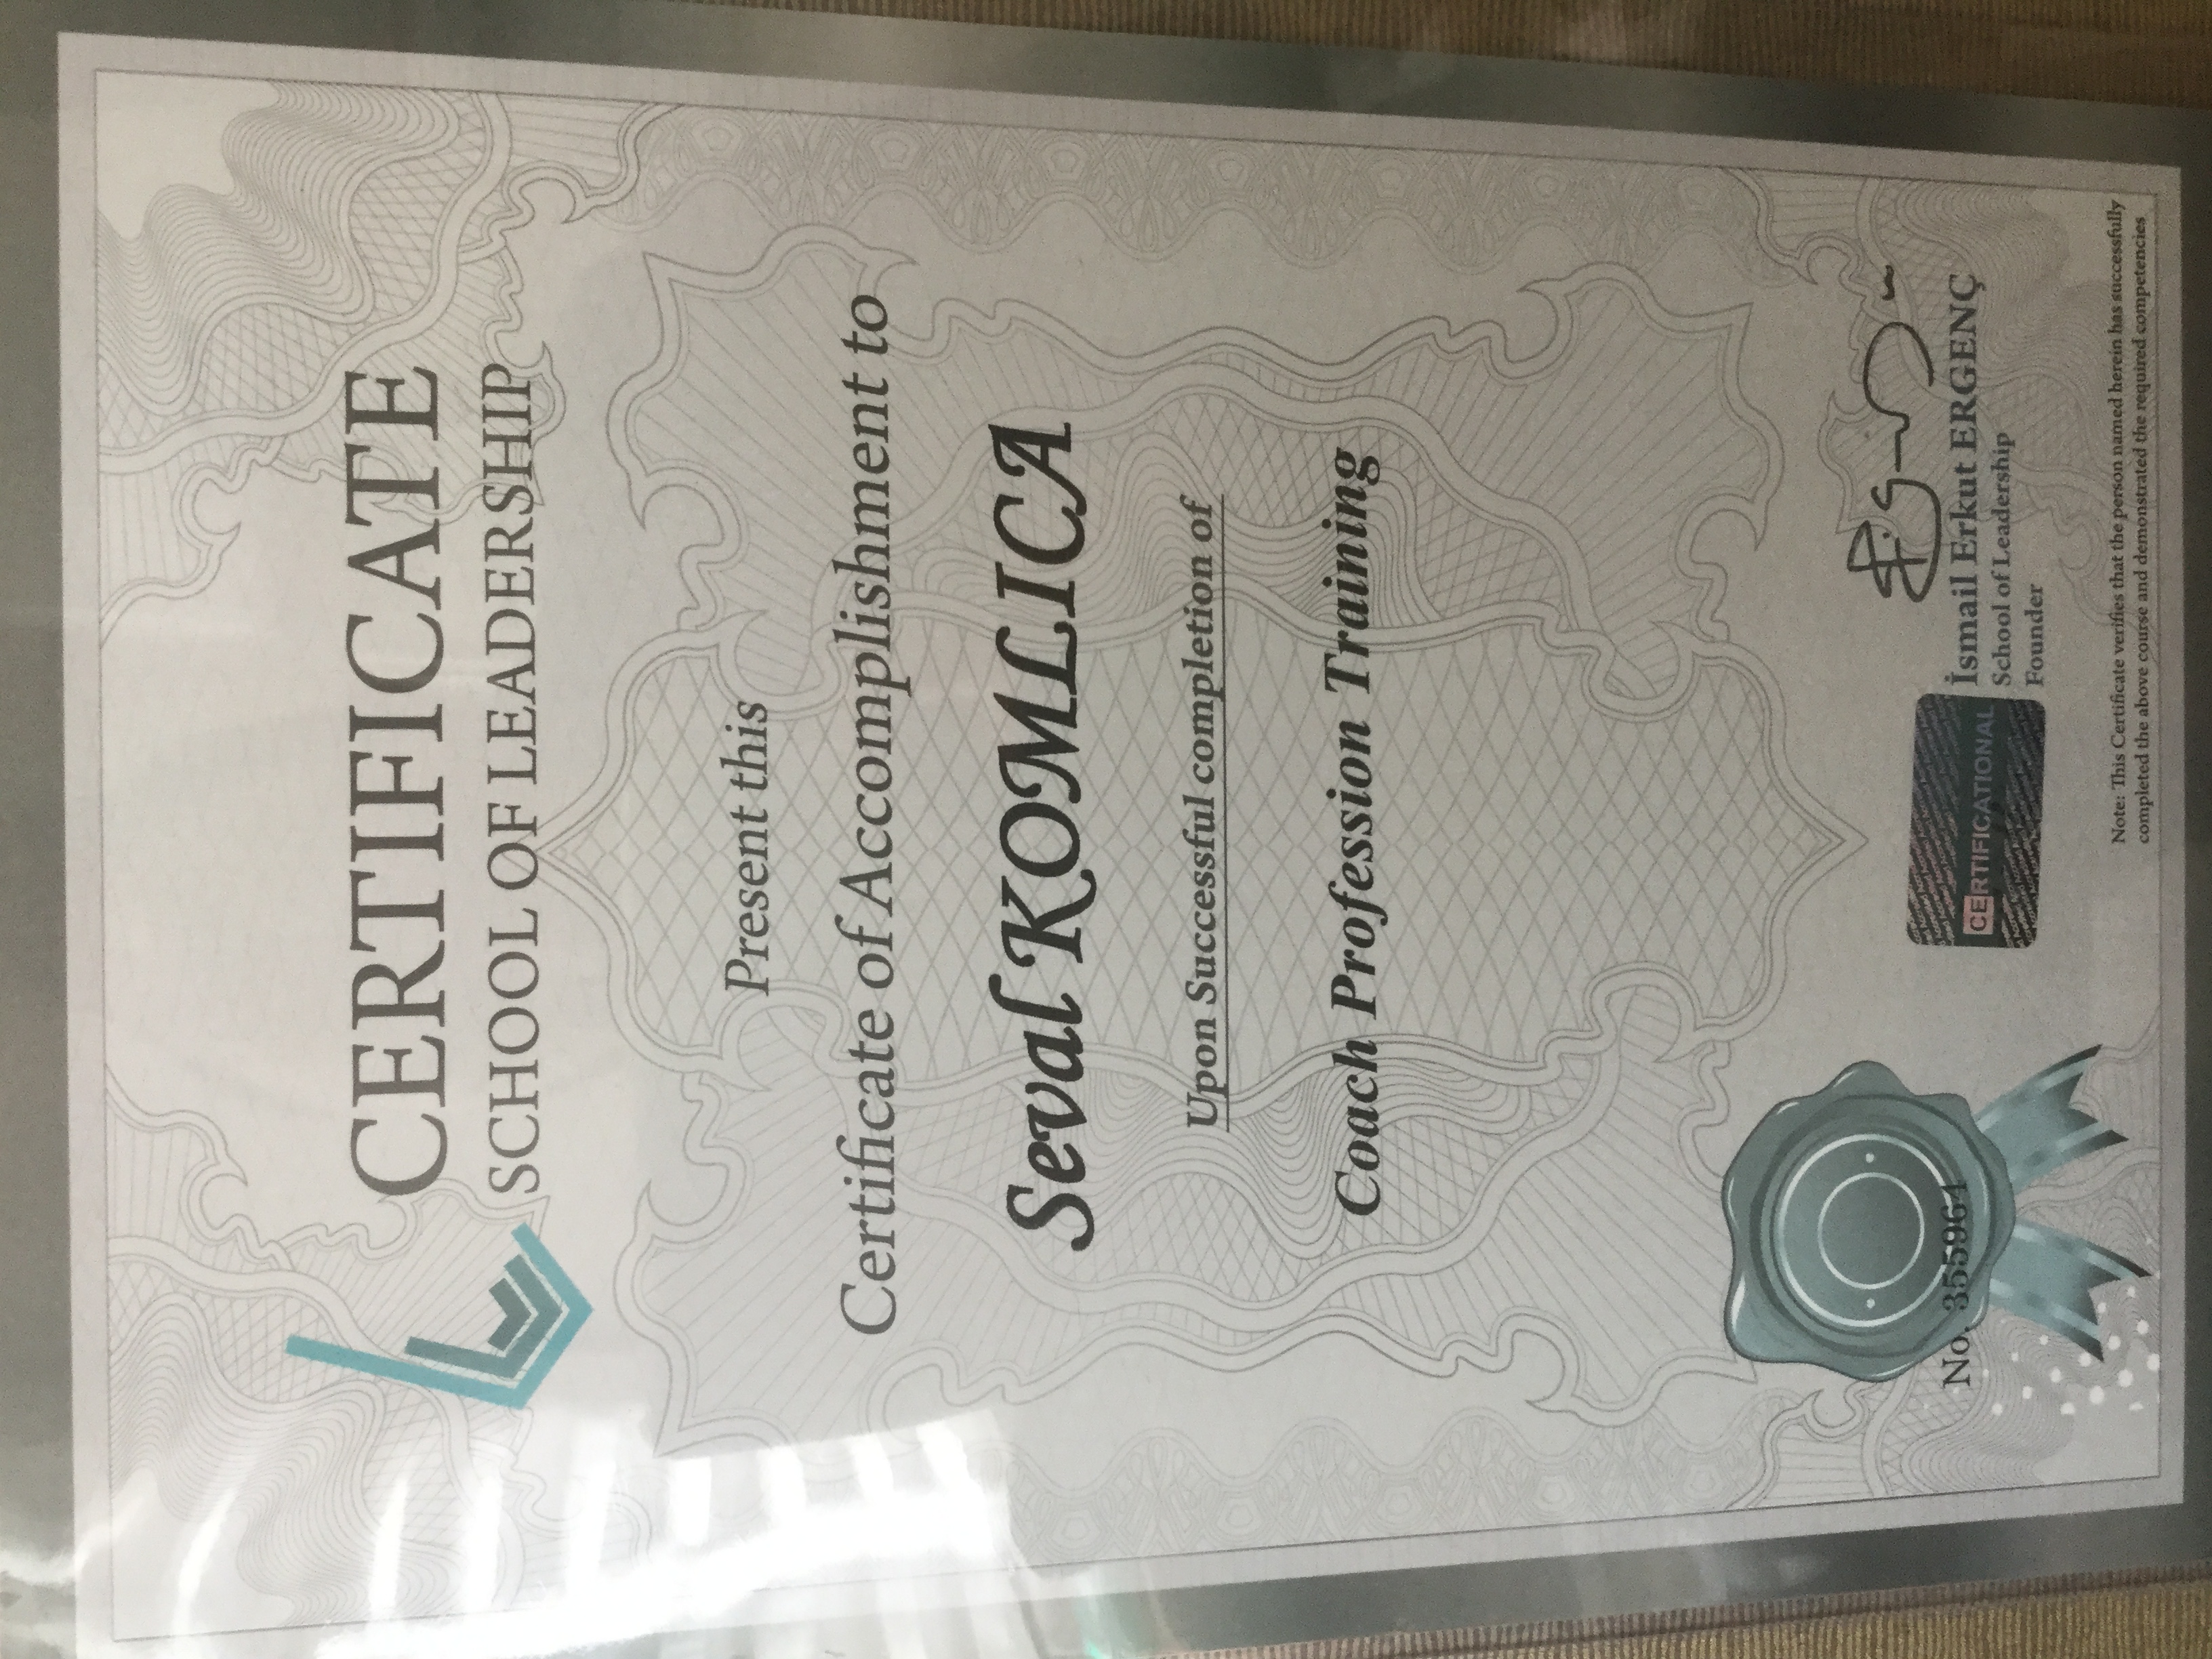 CERTIFICATE
SCHOOL OF LEADERSHIP
Present this
Certificate of Accomplishment to
Seval KOMLICA
Upon Successful completion of
Coach Profession Training
No. 3559964
CERTIFICATIONAL
İsmail Erkut ERGENÇ
School of Leadership
Founder
Note: This Certificate verifies that the person named herein has successfully
completed the above course and demonstrated the required competencies